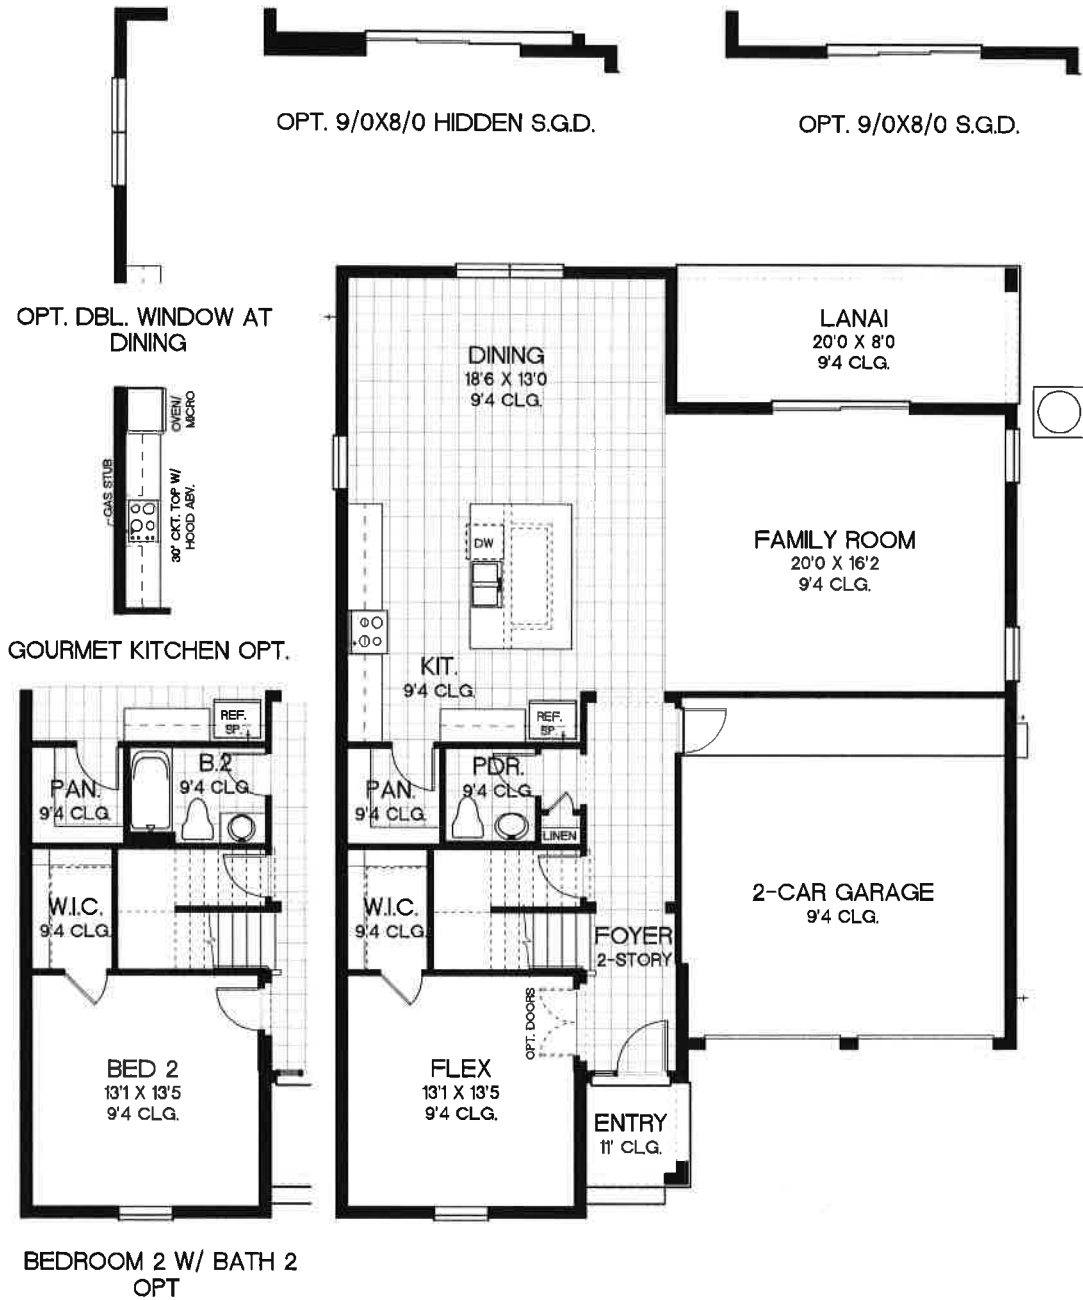 OPT. 9/0X8/0 HIDDEN S.G.D.
OPT. 9/0X8/0 S.G.D.
OPT. DBL. WINDOW AT
DINING
OVEN/
MICRO
GAS STUB
30" CKT. TOP W/
HOOD ABV.
GOURMET KITCHEN OPT.
LANAI
20'0 X 8'0
9'4 CLG.
DINING
18'6 X 13'0
9'4 CLG.
DW
FAMILY ROOM
20'0 X 16'2
9'4 CLG.
KIT.
9'4 CLG.
REF.
SP.
PAN.
9'4 CLG.
PDR.
9'4 CLG.
LINEN
W.I.C.
9'4 CLG.
FOYER
2-STORY
2-CAR GARAGE
9'4 CLG.
OPT. DOORS
FLEX
13'1 X 13'5
9'4 CLG.
ENTRY
11' CLG.
REF.
SP.
PAN.
9'4 CLG.
B.2
9'4 CLG.
W.I.C.
9'4 CLG.
BED 2
13'1 X 13'5
9'4 CLG.
BEDROOM 2 W/ BATH 2
OPT